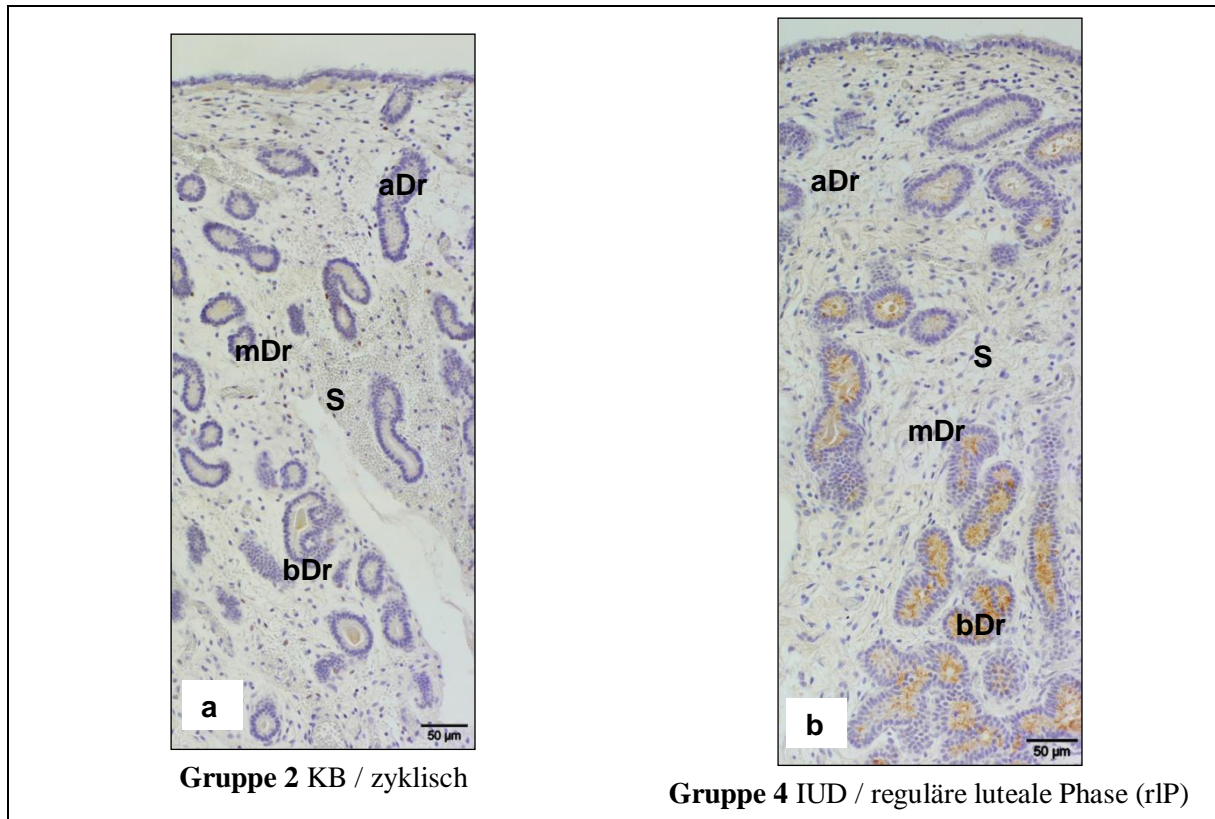 aDr
mDr
S
bDr
a
50 µm
Gruppe 2 KB / zyklisch
aDr
S
mDr
bDr
b
50 µm
Gruppe 4 IUD / reguläre luteale Phase (rlP)